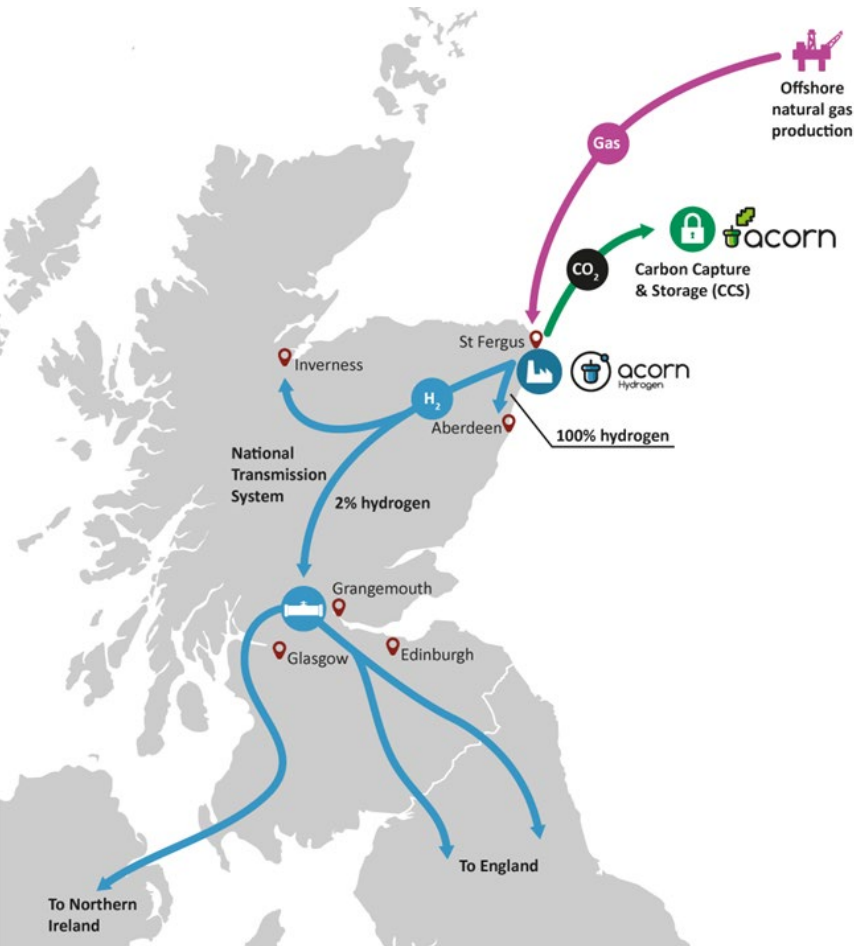 Offshore
natural gas
production
Gas
acorn
CO₂
Carbon Capture
& Storage (CCS)
St Fergus
acorn
Hydrogen
Inverness
H₂
Aberdeen
100% hydrogen
National
Transmission
System
2% hydrogen
Grangemouth
Glasgow
Edinburgh
To England
To Northern
Ireland